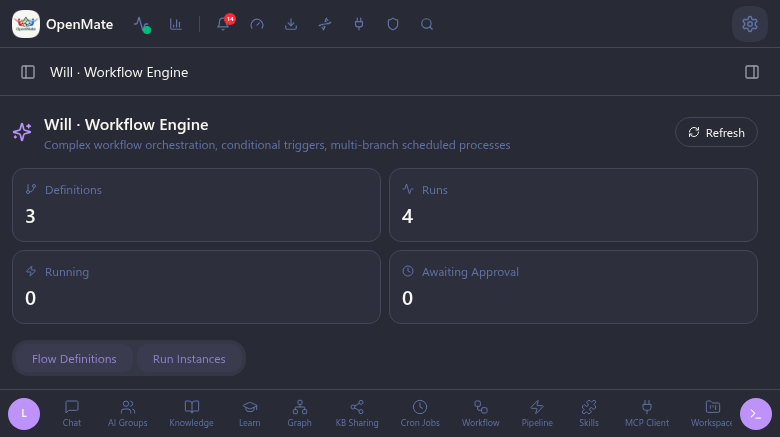 OpenMate
14
Will · Workflow Engine
Will · Workflow Engine
Complex workflow orchestration, conditional triggers, multi-branch scheduled processes
Refresh
Definitions
3
Runs
4
Running
0
Awaiting Approval
0
Flow Definitions
Run Instances
L
Chat
AI Groups
Knowledge
Learn
Graph
KB Sharing
Cron Jobs
Workflow
Pipeline
Skills
MCP Client
Workspac